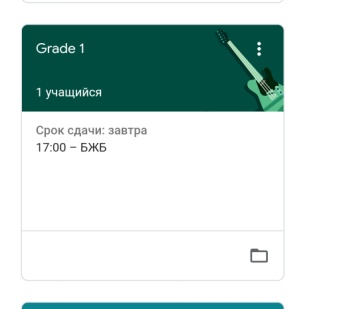 Grade 1
1 учащийся
Срок сдачи: завтра
17:00 – БЖБ